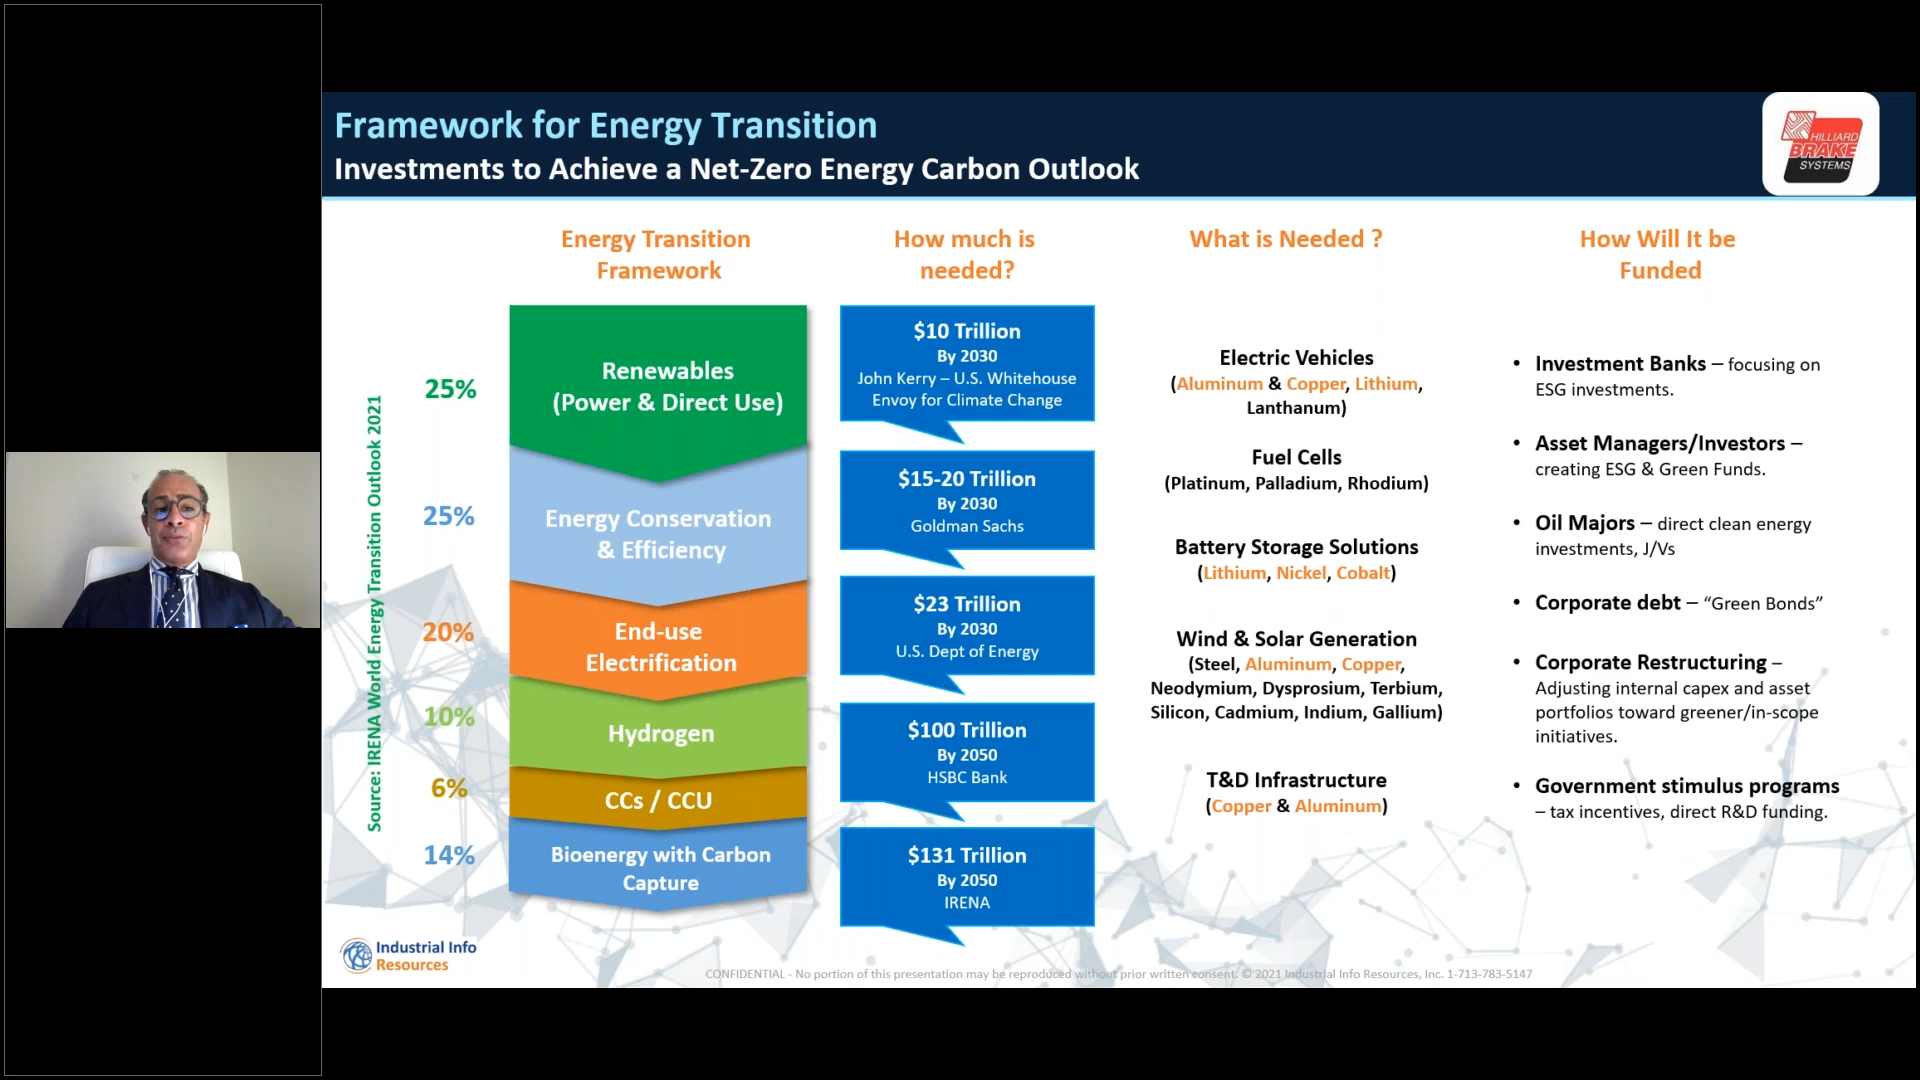 Framework for Energy Transition
Investments to Achieve a Net-Zero Energy Carbon Outlook
HILLIARD
BRAKE
SYSTEMS
Energy Transition
Framework
Source: IRENA World Energy Transition Outlook 2021
25%
Renewables
(Power & Direct Use)
25%
Energy Conservation
& Efficiency
20%
End-use
Electrification
10%
Hydrogen
6%
CCs / CCU
14%
Bioenergy with Carbon
Capture
How much is
needed?
$10 Trillion
By 2030
John Kerry – U.S. Whitehouse
Envoy for Climate Change
$15-20 Trillion
By 2030
Goldman Sachs
$23 Trillion
By 2030
U.S. Dept of Energy
$100 Trillion
By 2050
HSBC Bank
$131 Trillion
By 2050
IRENA
What is Needed ?
Electric Vehicles
(Aluminum & Copper, Lithium,
Lanthanum)
Fuel Cells
(Platinum, Palladium, Rhodium)
Battery Storage Solutions
(Lithium, Nickel, Cobalt)
Wind & Solar Generation
(Steel, Aluminum, Copper,
Neodymium, Dysprosium, Terbium,
Silicon, Cadmium, Indium, Gallium)
T&D Infrastructure
(Copper & Aluminum)
How Will It be
Funded
• Investment Banks – focusing on
ESG investments.
• Asset Managers/Investors –
creating ESG & Green Funds.
• Oil Majors – direct clean energy
investments, J/Vs
• Corporate debt – “Green Bonds”
• Corporate Restructuring –
Adjusting internal capex and asset
portfolios toward greener/in-scope
initiatives.
• Government stimulus programs
– tax incentives, direct R&D funding.
Industrial Info
Resources
CONFIDENTIAL - No portion of this presentation may be reproduced without prior written consent. © 2021 Industrial Info Resources, Inc. 1-713-783-5147